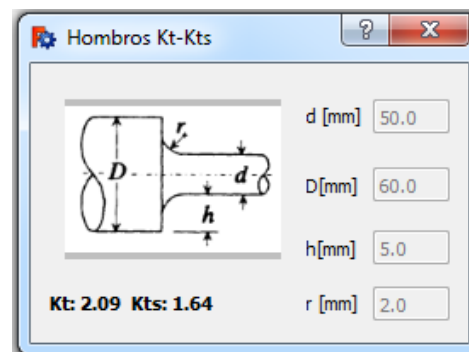 Hombros Kt-Kts
d [mm] 50.0
D[mm] 60.0
h[mm] 5.0
r [mm] 2.0
r
D
d
h
Kt: 2.09 Kts: 1.64